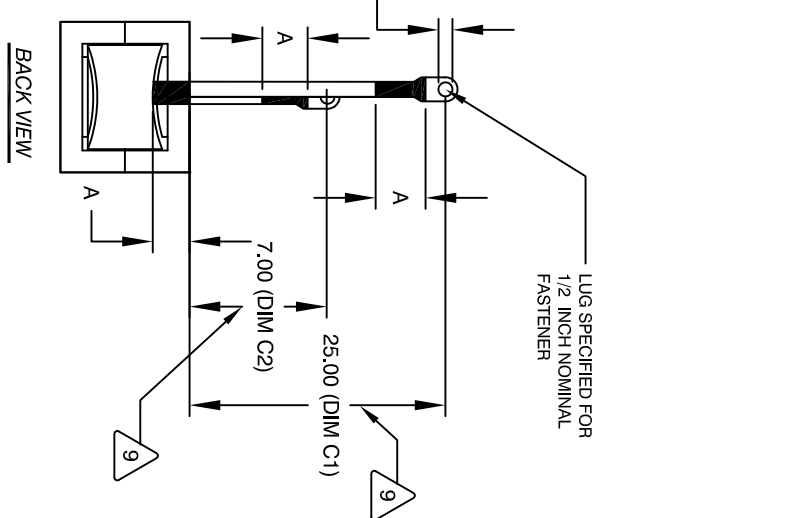 LUG SPECIFIED FOR
1/2 INCH NOMINAL
FASTENER
A
A
A
25.00 (DIM C1)
7.00 (DIM C2)
9
9
BACK VIEW